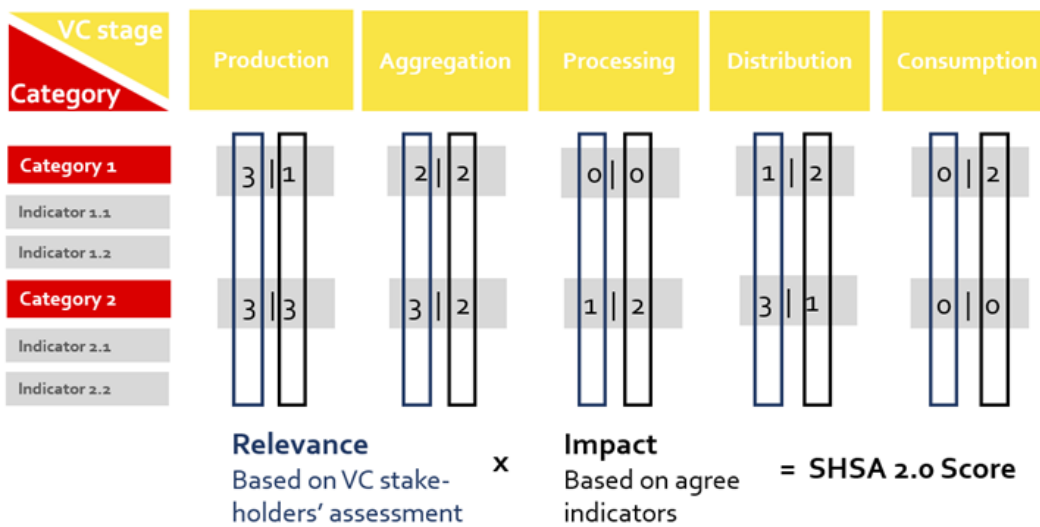 VC stage
Category
Production
Aggregation
Processing
Distribution
Consumption
Category 1
3 | 1
2 | 2
0 | 0
1 | 2
0 | 2
Indicator 1.1
Indicator 1.2
Category 2
3 | 3
3 | 2
1 | 2
3 | 1
0 | 0
Indicator 2.1
Indicator 2.2
Relevance
Based on VC stake-
holders' assessment
x
Impact
Based on agree
indicators
= SHSA 2.0 Score